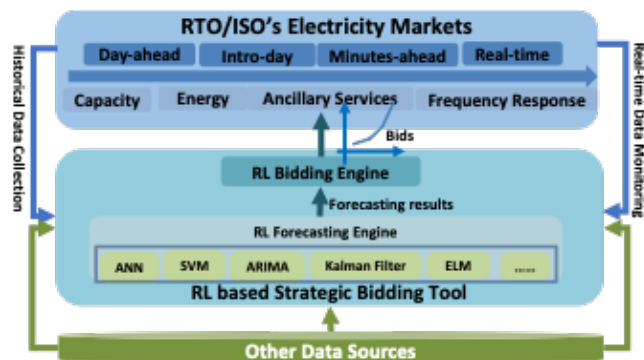 RTO/ISO's Electricity Markets
Day-ahead
Intro-day
Minutes-ahead
Real-time
Capacity
Energy
Ancillary Services
Frequency Response
Bids
RL Bidding Engine
Forecasting results
RL Forecasting Engine
ANN
SVM
ARIMA
Kalman Filter
ELM
......
RL based Strategic Bidding Tool
Other Data Sources
Historical Data Collection
Real-time Data Monitoring